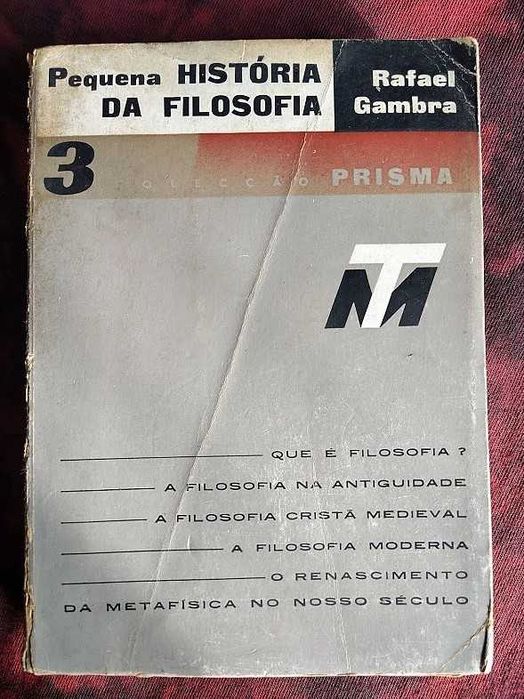 Pequena HISTÓRIA
DA FILOSOFIA
Rafael
Gambra
3
COLECÇÃO PRISMA
TM
QUE É FILOSOFIA ?
A FILOSOFIA NA ANTIGUIDADE
A FILOSOFIA CRISTÃ MEDIEVAL
A FILOSOFIA MODERNA
O RENASCIMENTO
DA METAFÍSICA NO NOSSO SÉCULO